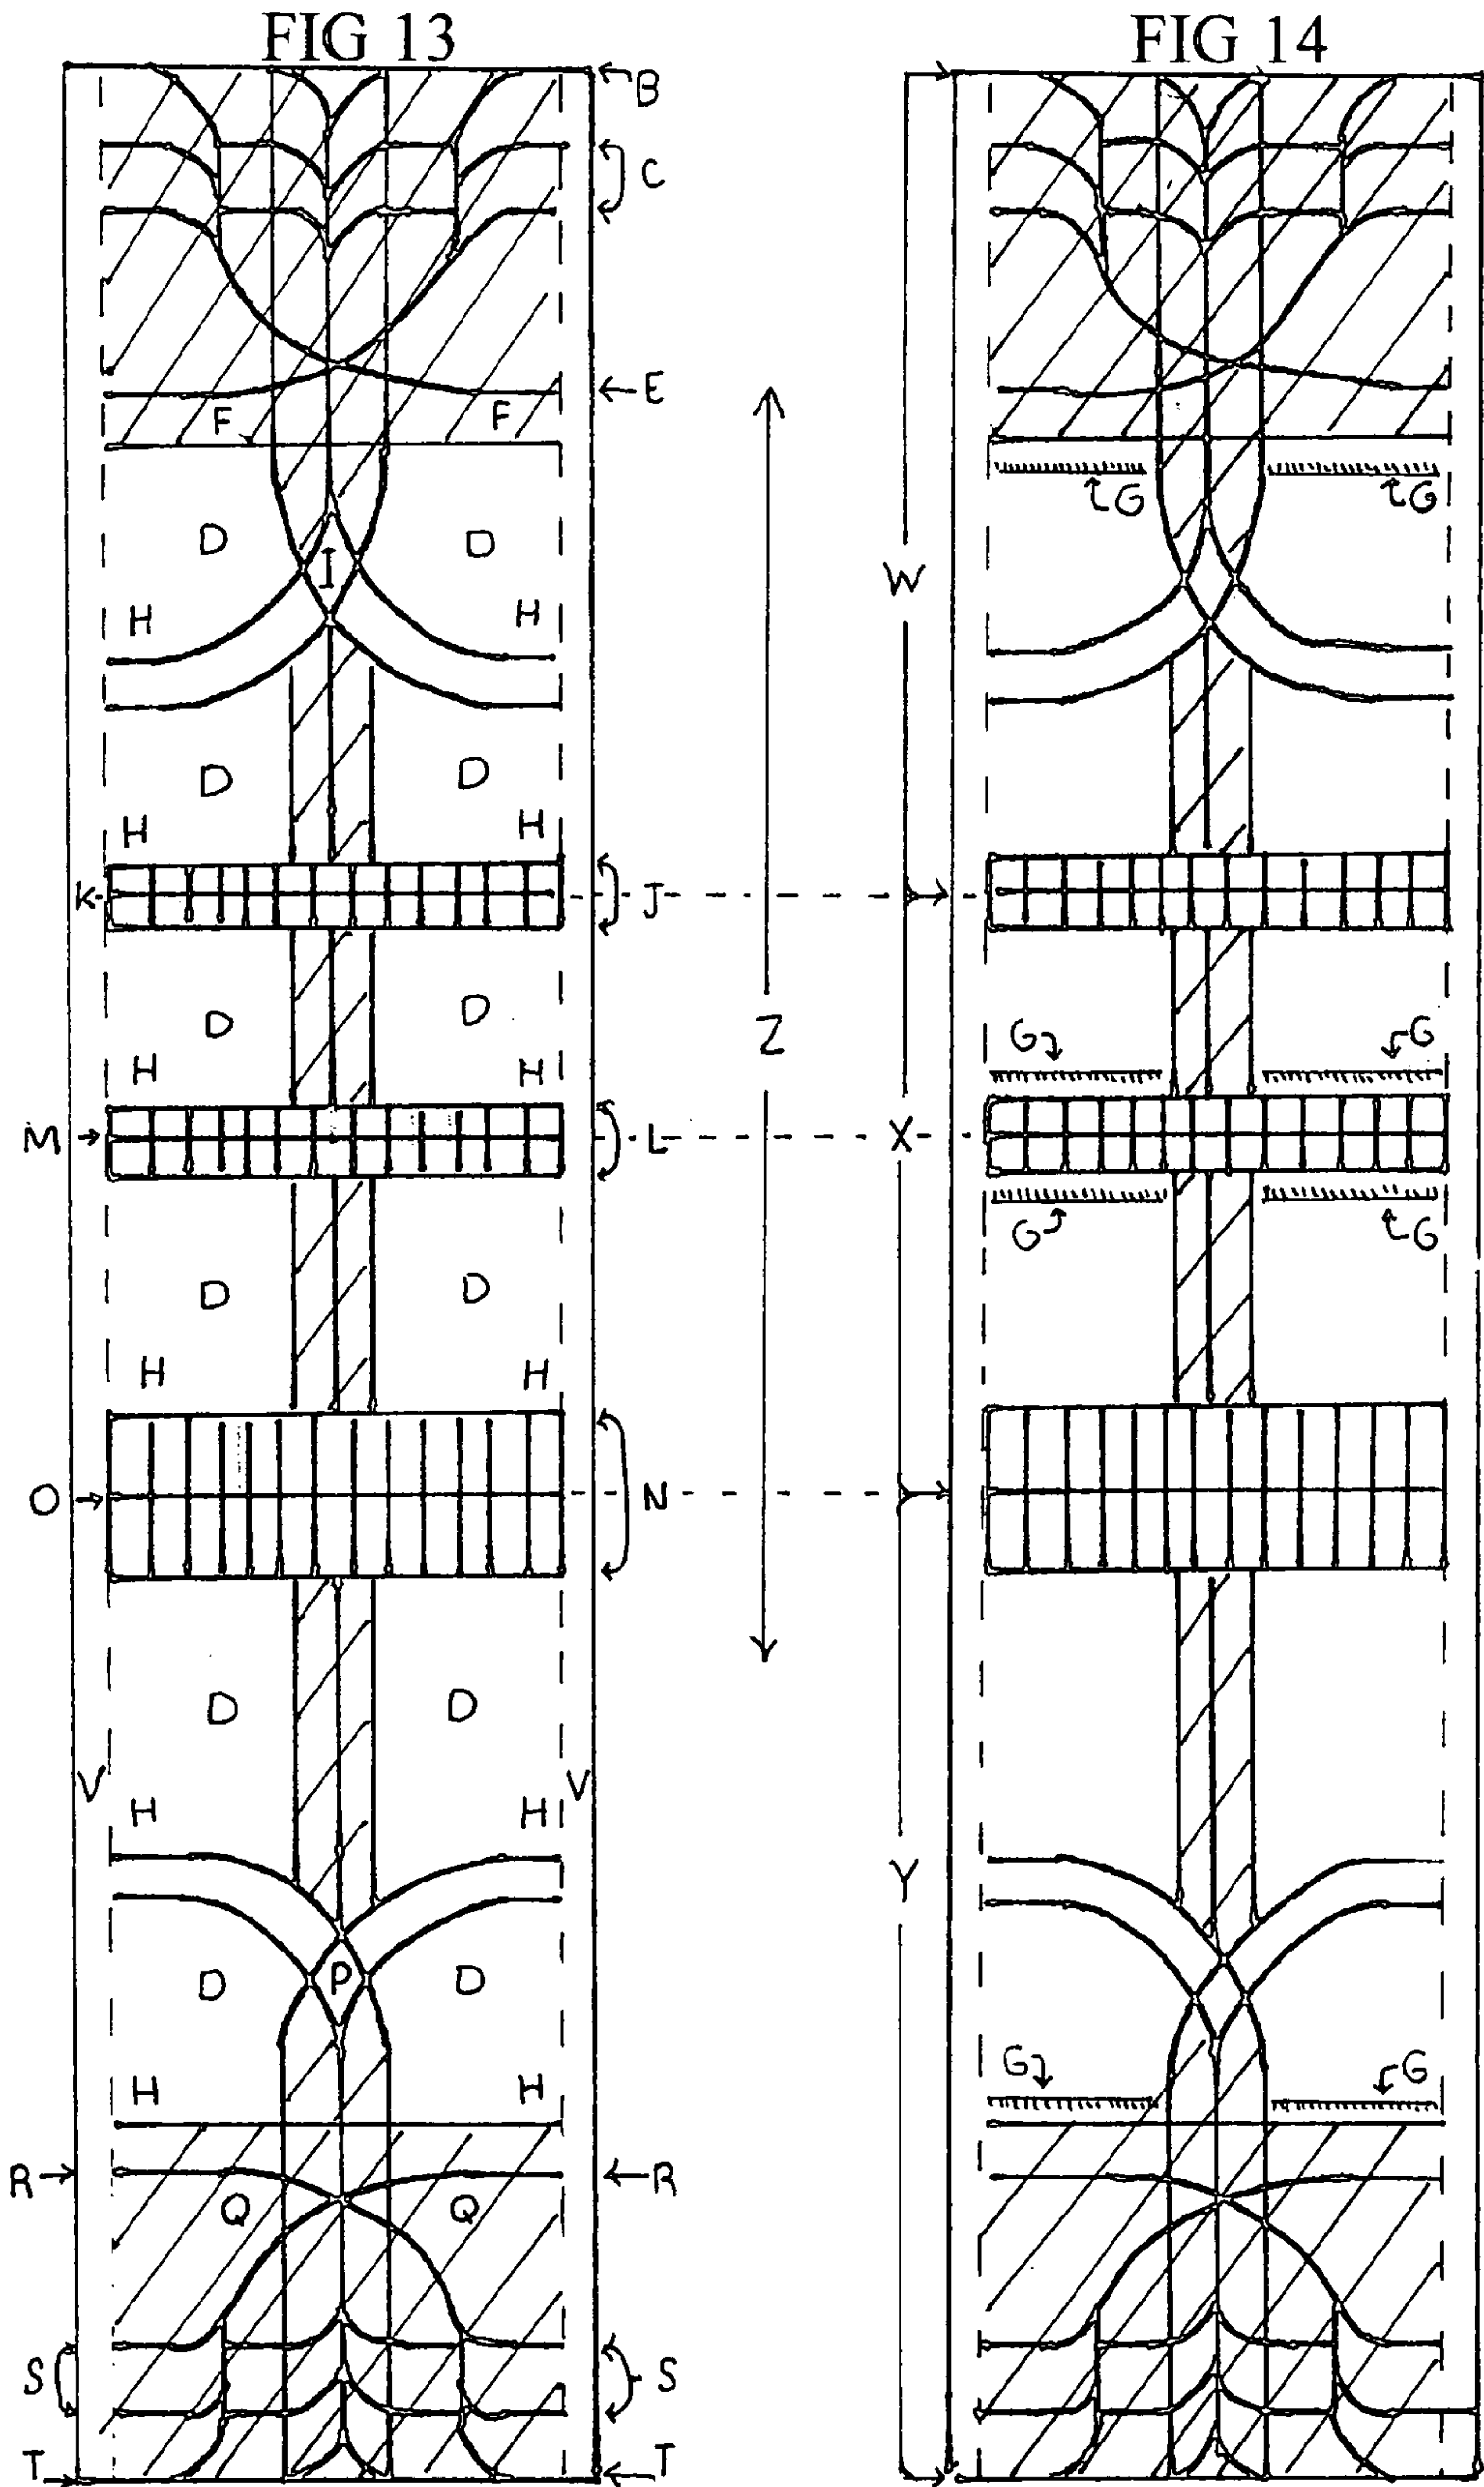 FIG 13 FIG 14
B
C
E
F F
G G
D I D
W
H H
D D
H H
K J
D D
Z
G G
H H
M L X
G G
D D
H H
O N
D D
V V
H H
Y
D P D
G G
H H
R R
Q Q
S S
T T